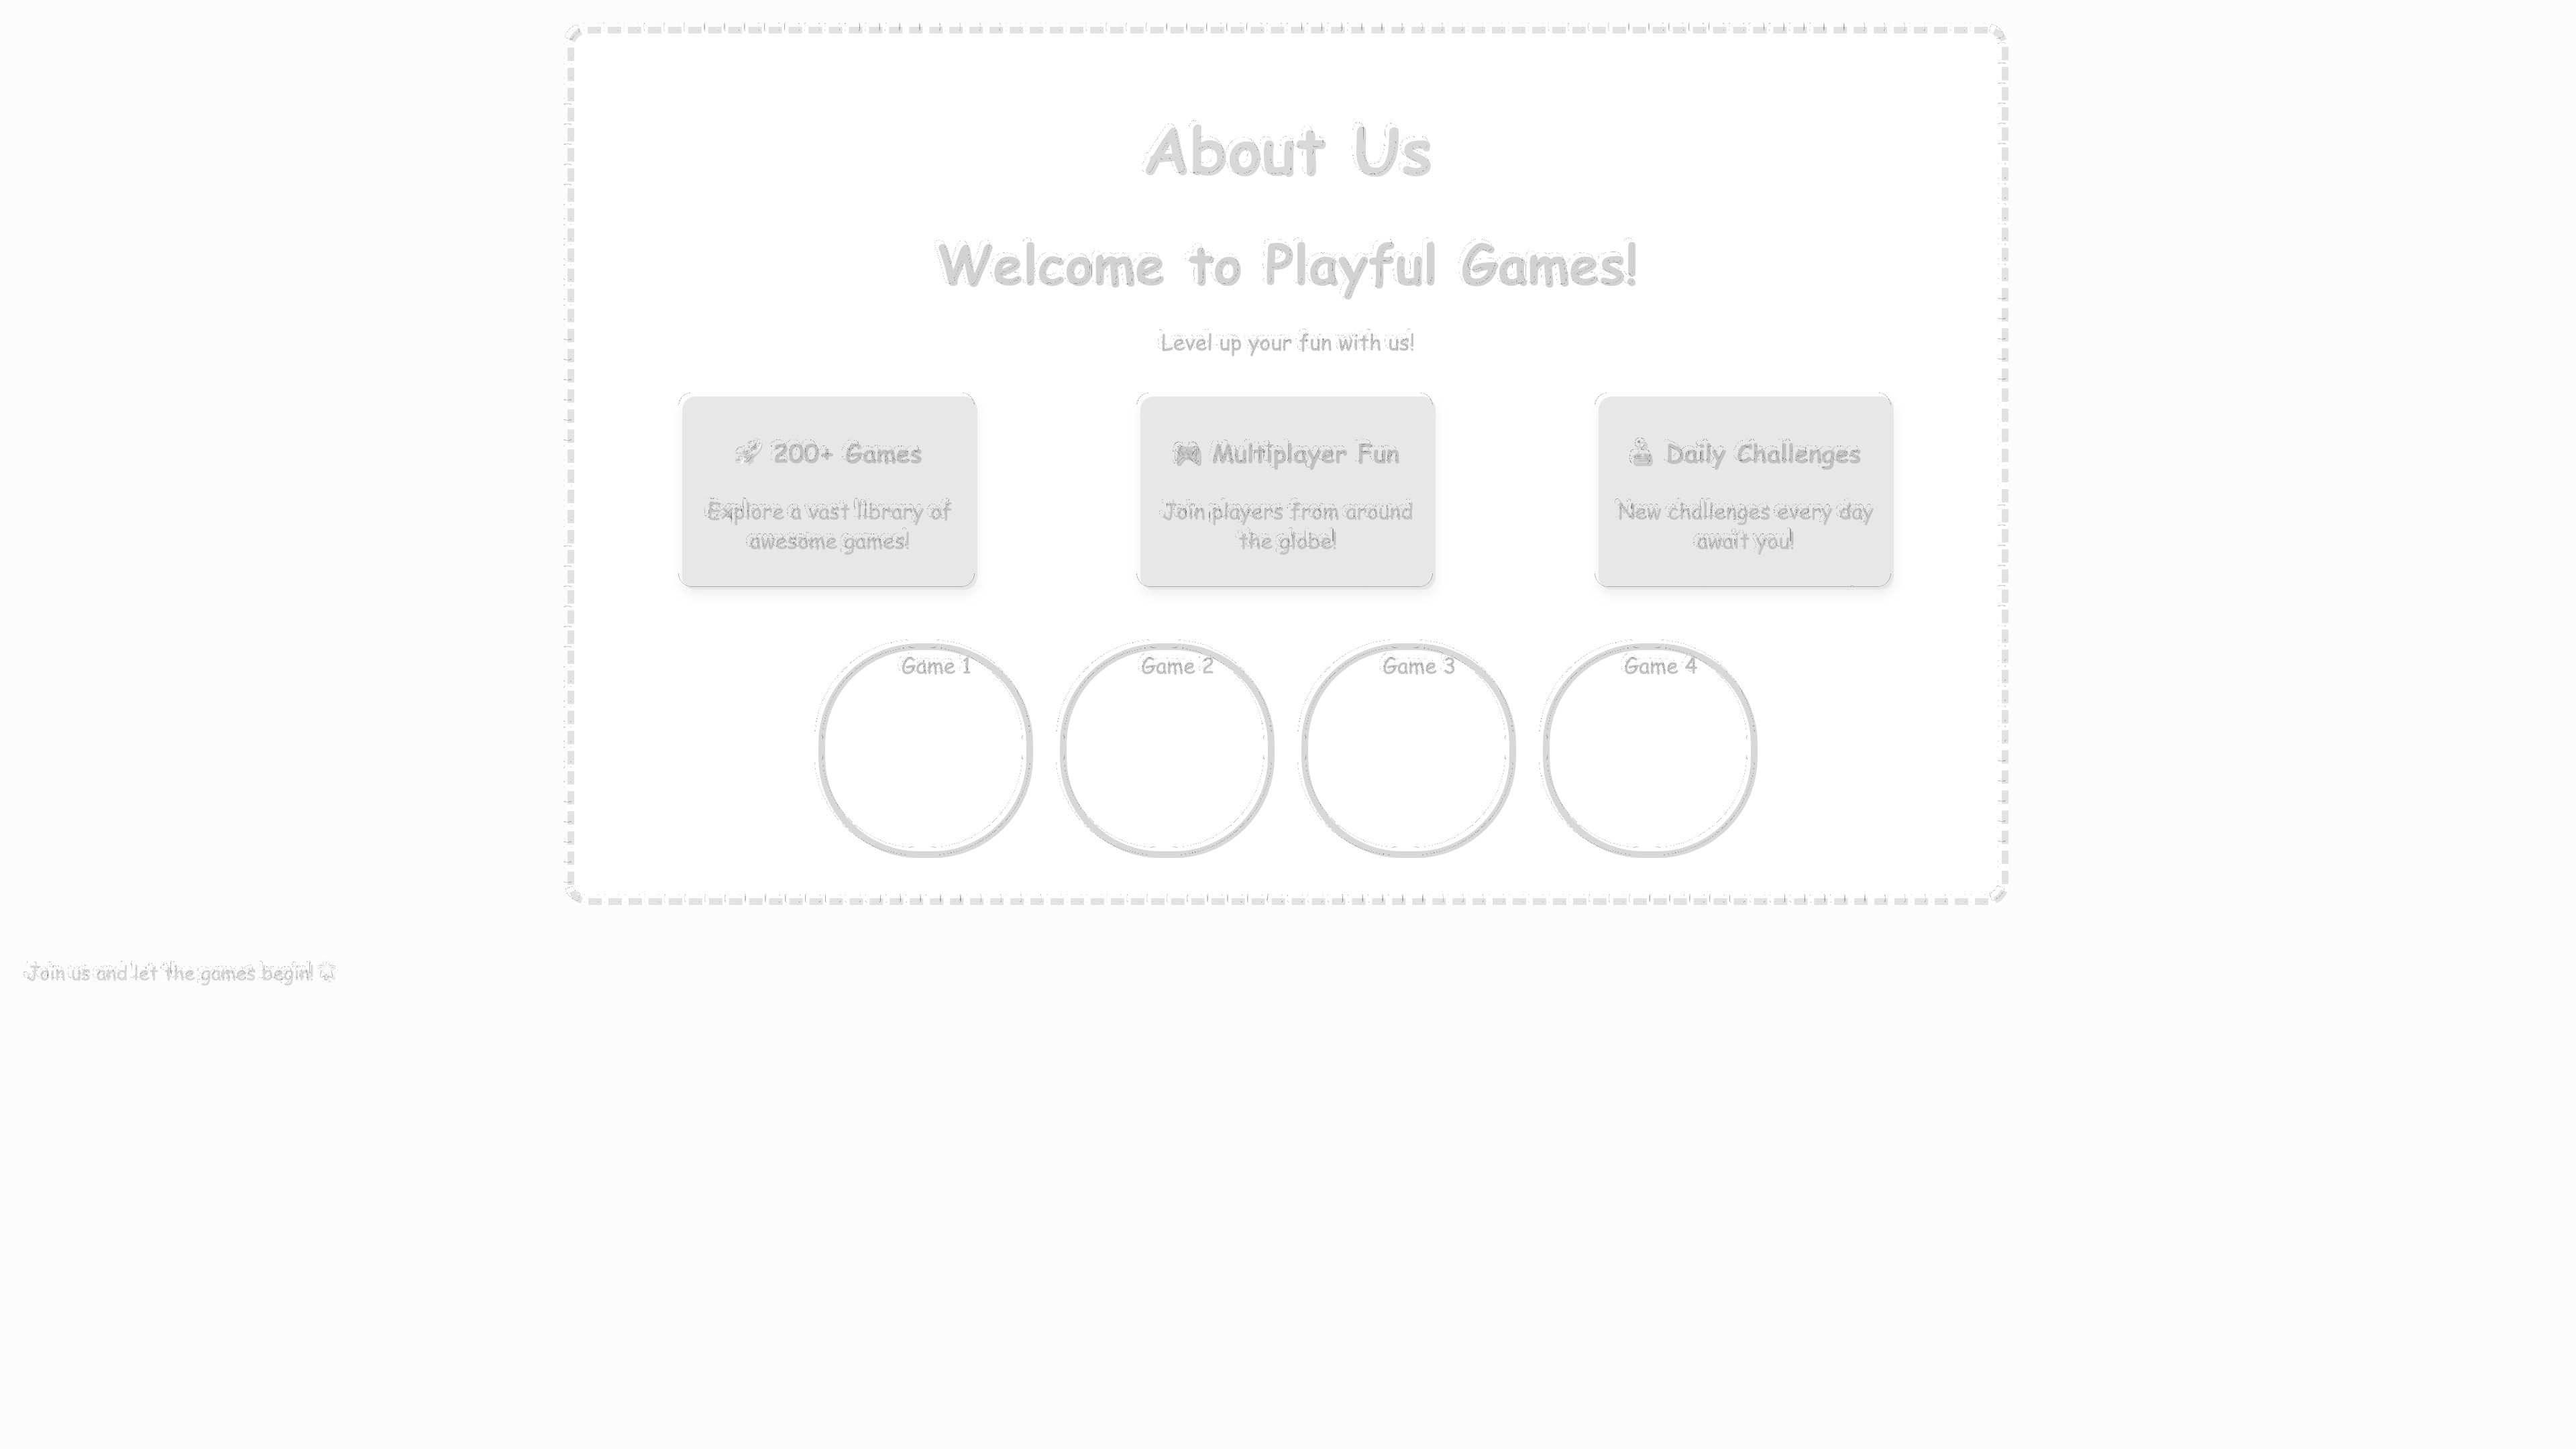 About Us
Welcome to Playful Games!
Level up your fun with us!
🚀 200+ Games
Explore a vast library of
awesome games!
🎮 Multiplayer Fun
Join players from around
the globe!
🕹 Daily Challenges
New challenges every day
await you!
Game 1
Game 2
Game 3
Game 4
Join us and let the games begin!